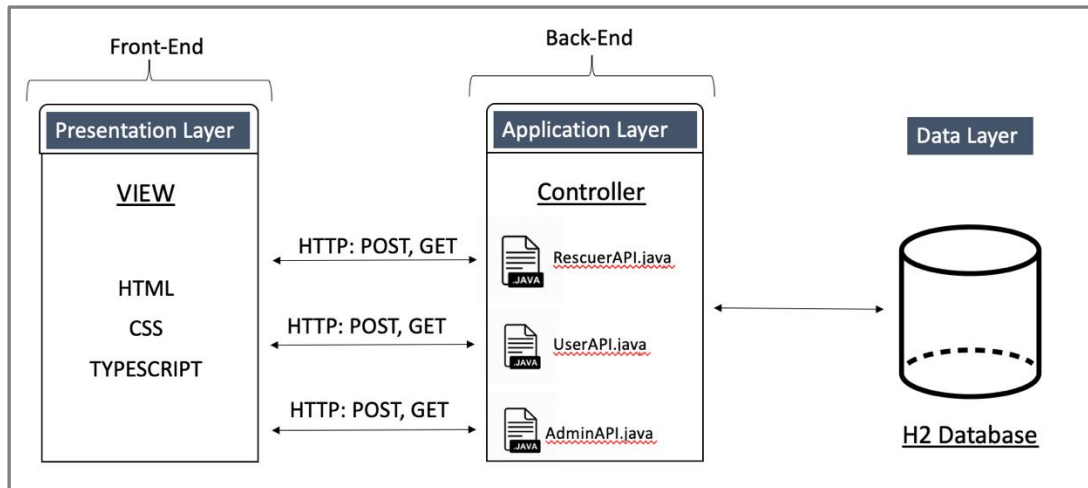 Front-End
Back-End
Presentation Layer
Application Layer
Data Layer
VIEW
Controller
HTTP: POST, GET
.JAVA
RescuerAPI.java
HTML
CSS
TYPESCRIPT
HTTP: POST, GET
.JAVA
UserAPI.java
HTTP: POST, GET
.JAVA
AdminAPI.java
H2 Database